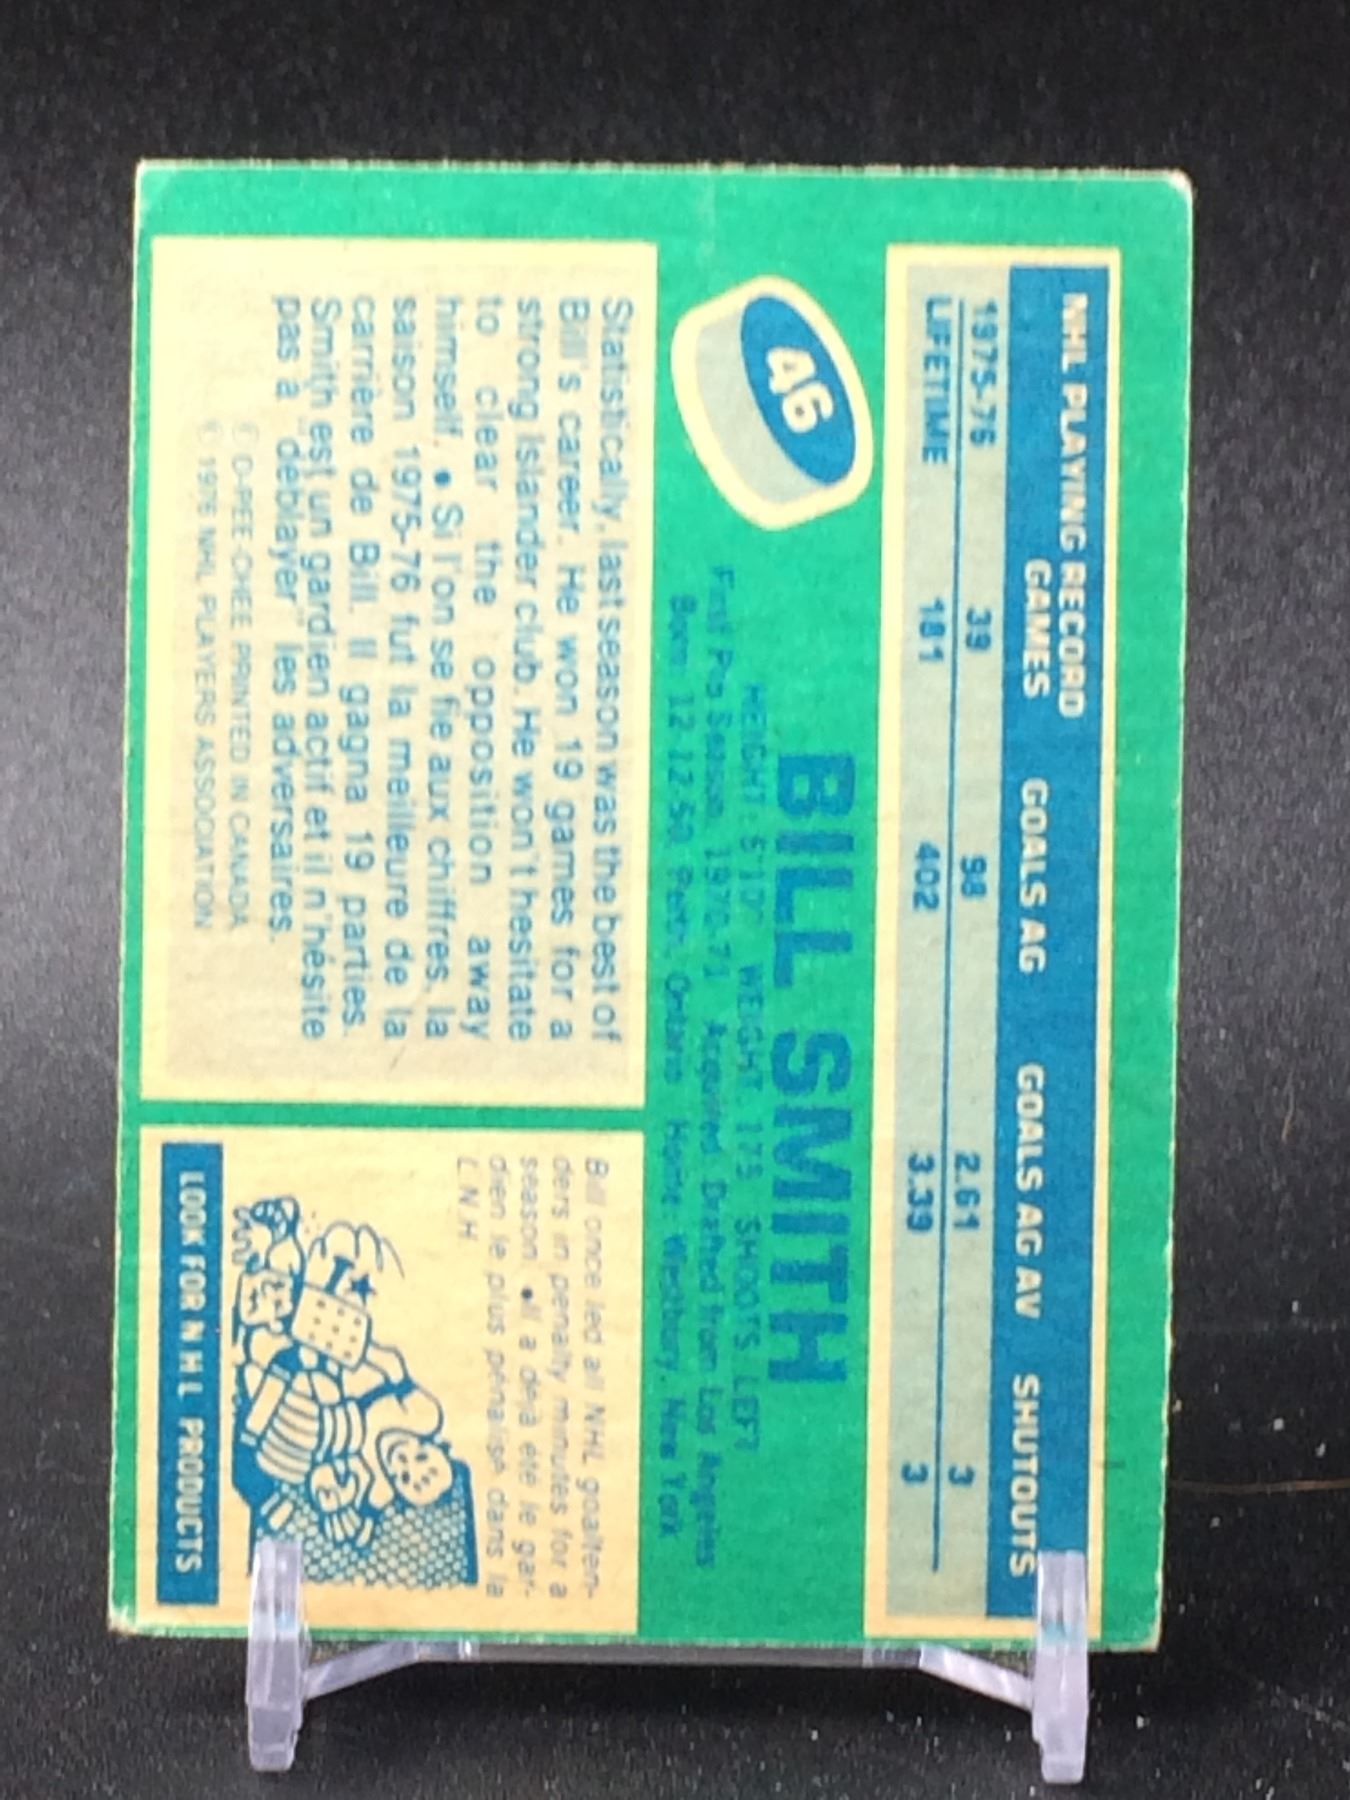 NHL PLAYING RECORD
GAMES GOALS AG GOALS AG AV SHUTOUTS
1975-76 39 98 2.61 3
LIFETIME 181 402 3.39 3
46
BILL SMITH
HEIGHT: 5'10" WEIGHT: 175 SHOOTS: LEFT
First Pro Season: 1970-71 Acquired: Drafted from Los Angeles
Born: 12-12-50, Perth, Ontario Home: Westbury, New York
Statistically, last season was the best of
Bill's career. He won 19 games for a
strong Islander club. He won't hesitate
to clear the opposition away
himself. • Si l'on se fie aux chiffres, la
saison 1975-76 fut la meilleure de la
carrière de Bill. Il gagna 19 parties.
Smith est un gardien actif et il n'hésite
pas à "déblayer" les adversaires.
© O-PEE-CHEE PRINTED IN CANADA
© 1976 NHL PLAYERS ASSOCIATION
Bill once led all NHL goalten-
ders in penalty minutes for a
season. • Il a déjà été le gar-
dien le plus pénalisé dans la
L.N.H.
LOOK FOR N H L PRODUCTS